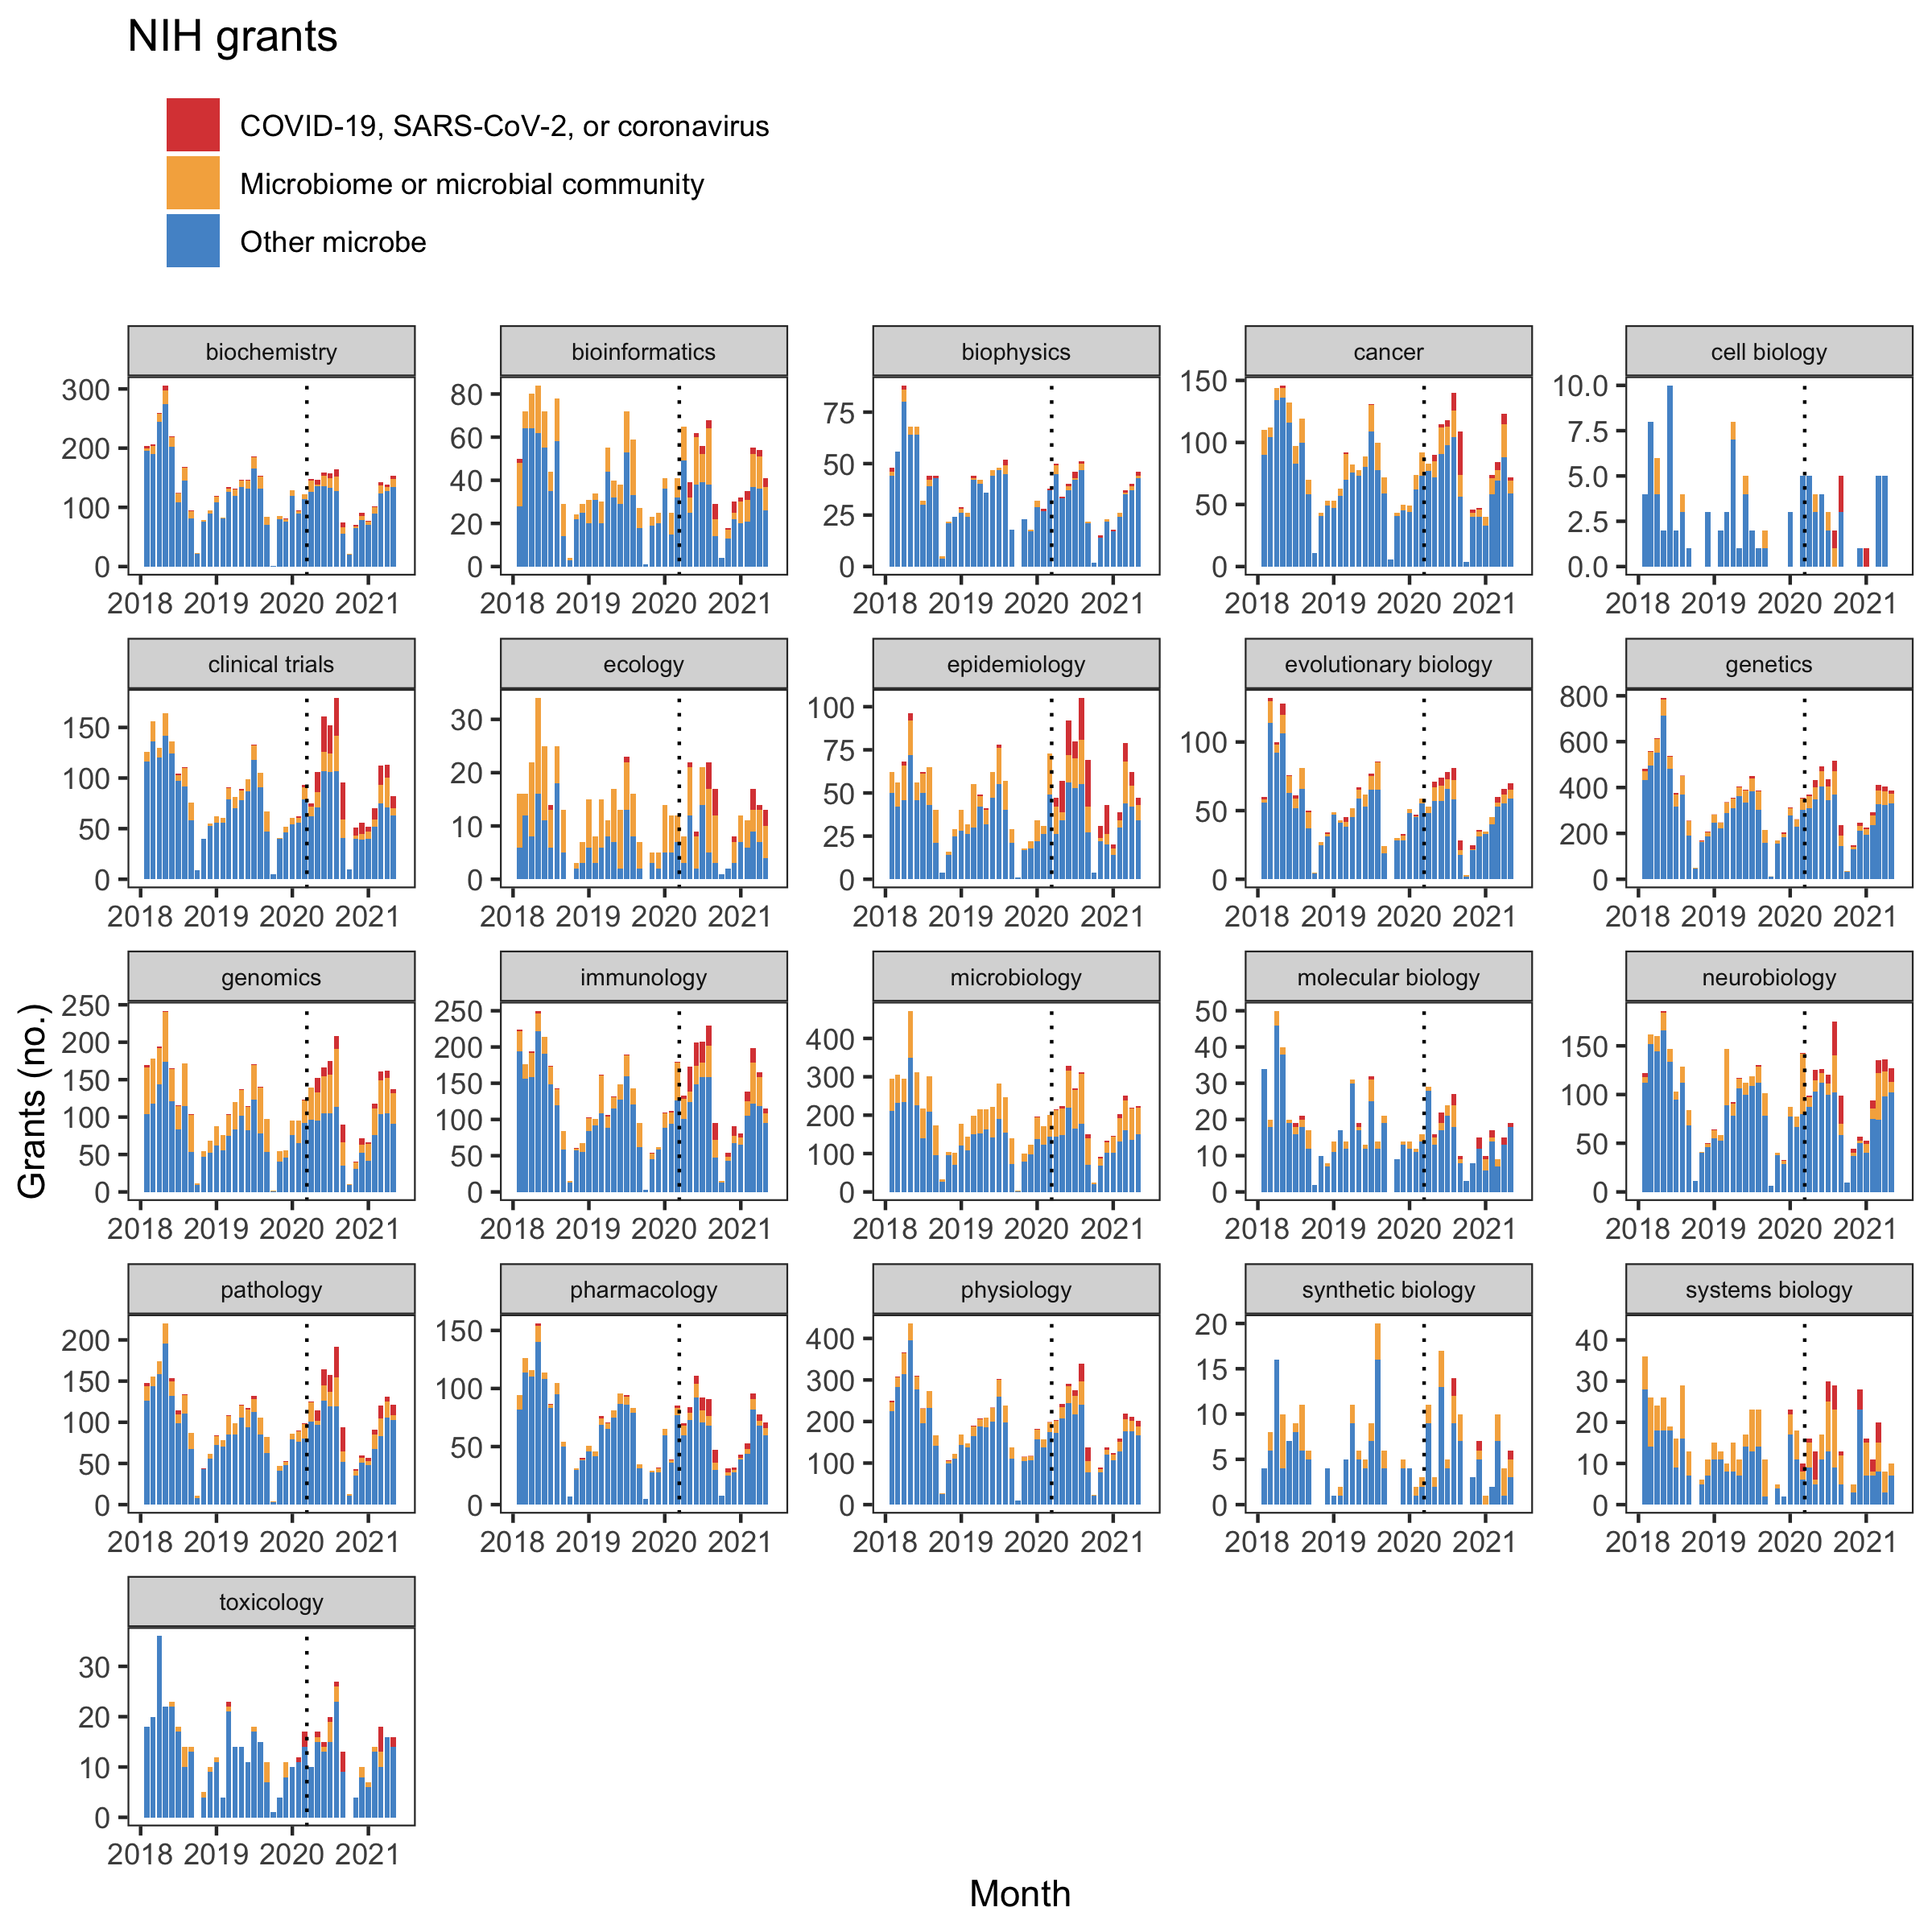 NIH grants
COVID-19, SARS-CoV-2, or coronavirus
Microbiome or microbial community
Other microbe
biochemistry bioinformatics biophysics cancer cell biology
300 80 75 150 10.0
200 60 50 100 7.5
100 40 25 50 5.0
0 20 0 0 2.5
0 0.0
2018 2019 2020 2021 2018 2019 2020 2021 2018 2019 2020 2021 2018 2019 2020 2021 2018 2019 2020 2021
clinical trials ecology epidemiology evolutionary biology genetics
150 30 100 100 800
100 20 75 50 600
50 10 50 0 400
0 0 25 200
0 0
2018 2019 2020 2021 2018 2019 2020 2021 2018 2019 2020 2021 2018 2019 2020 2021 2018 2019 2020 2021
genomics immunology microbiology molecular biology neurobiology
250 250 400 50 150
200 200 300 40 100
150 150 200 30 50
100 100 100 20 0
50 50 0 10
0 0 0
2018 2019 2020 2021 2018 2019 2020 2021 2018 2019 2020 2021 2018 2019 2020 2021 2018 2019 2020 2021
pathology pharmacology physiology synthetic biology systems biology
200 150 400 20 40
150 100 300 15 30
100 50 200 10 20
50 0 100 5 10
0 0 0 0
2018 2019 2020 2021 2018 2019 2020 2021 2018 2019 2020 2021 2018 2019 2020 2021 2018 2019 2020 2021
toxicology
30
20
10
0
2018 2019 2020 2021
Grants (no.)
Month